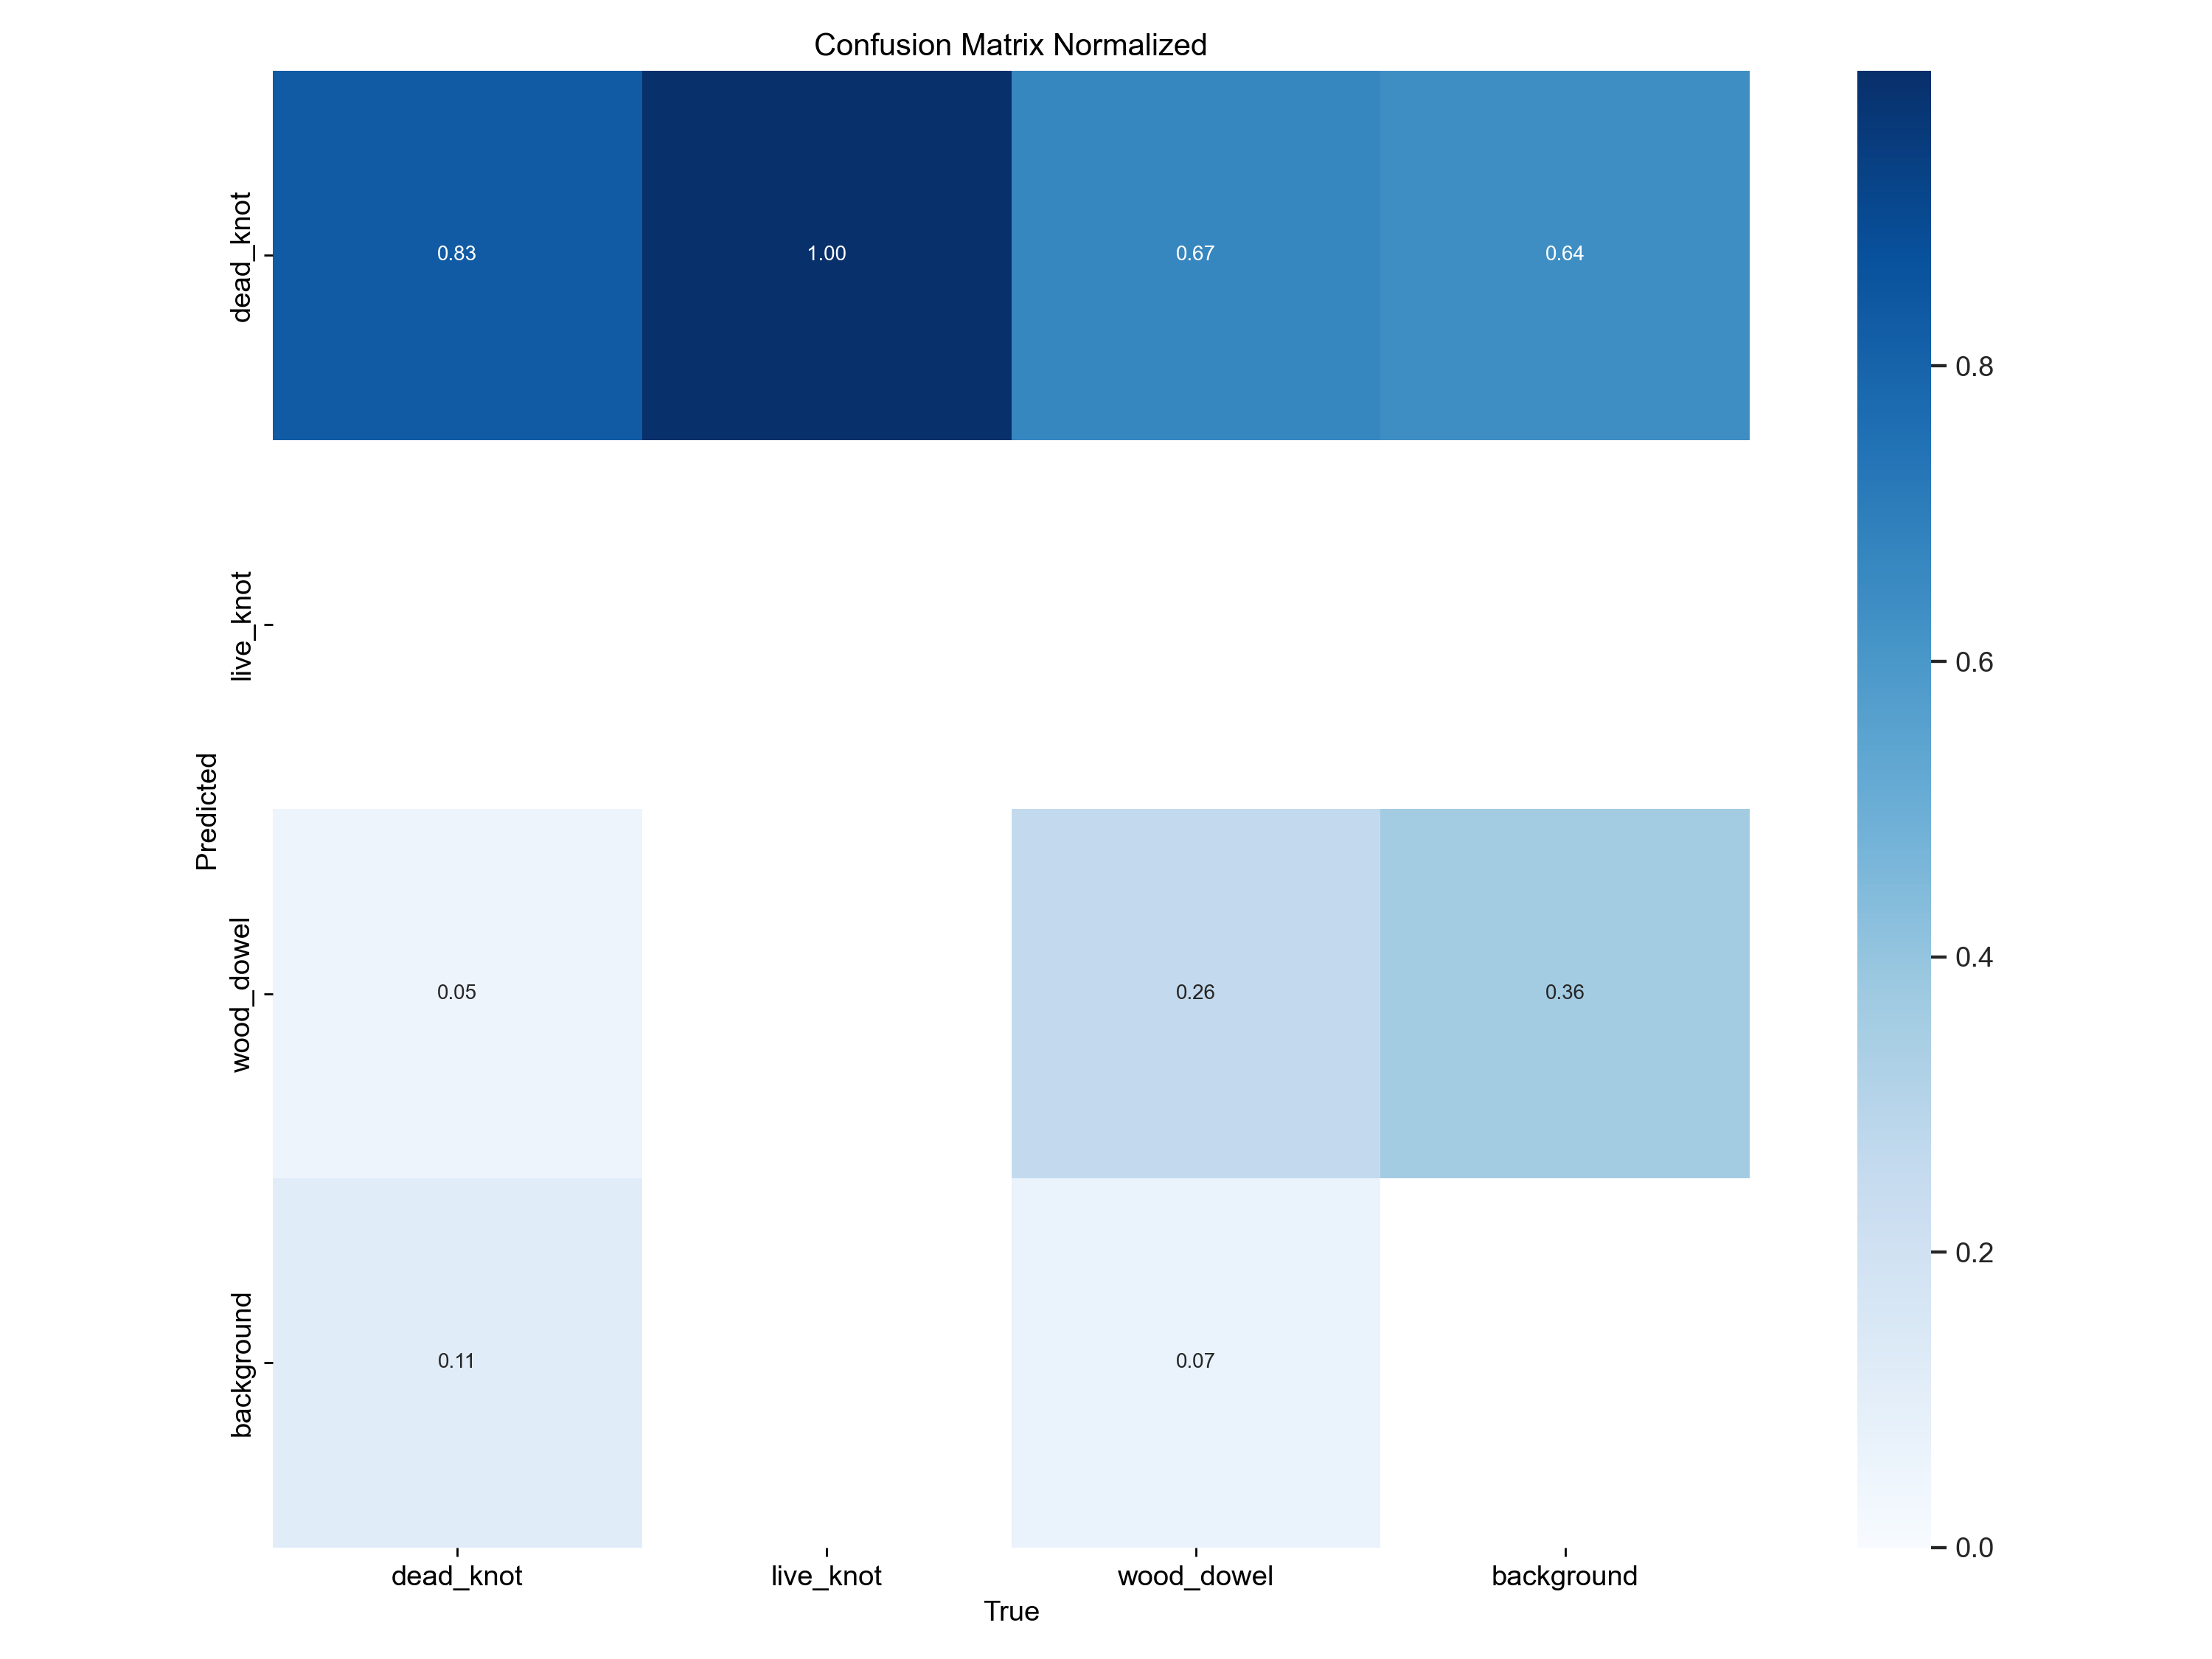 Confusion Matrix Normalized
dead_knot
0.83 1.00 0.67 0.64
live_knot
Predicted
wood_dowel
0.05 0.26 0.36
background
0.11 0.07
dead_knot live_knot wood_dowel background
True
0.8
0.6
0.4
0.2
0.0